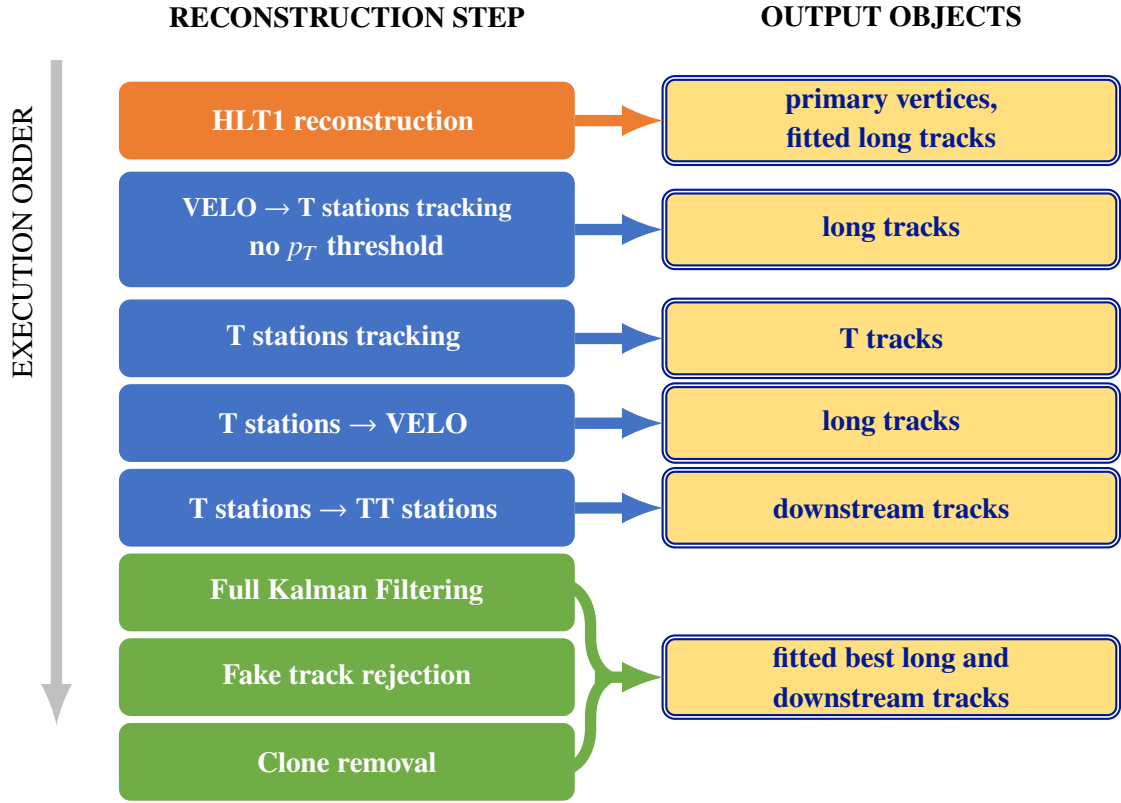 RECONSTRUCTION STEP
OUTPUT OBJECTS
EXECUTION ORDER
HLT1 reconstruction
primary vertices,
fitted long tracks
VELO → T stations tracking
no p_T threshold
long tracks
T stations tracking
T tracks
T stations → VELO
long tracks
T stations → TT stations
downstream tracks
Full Kalman Filtering
Fake track rejection
Clone removal
fitted best long and
downstream tracks